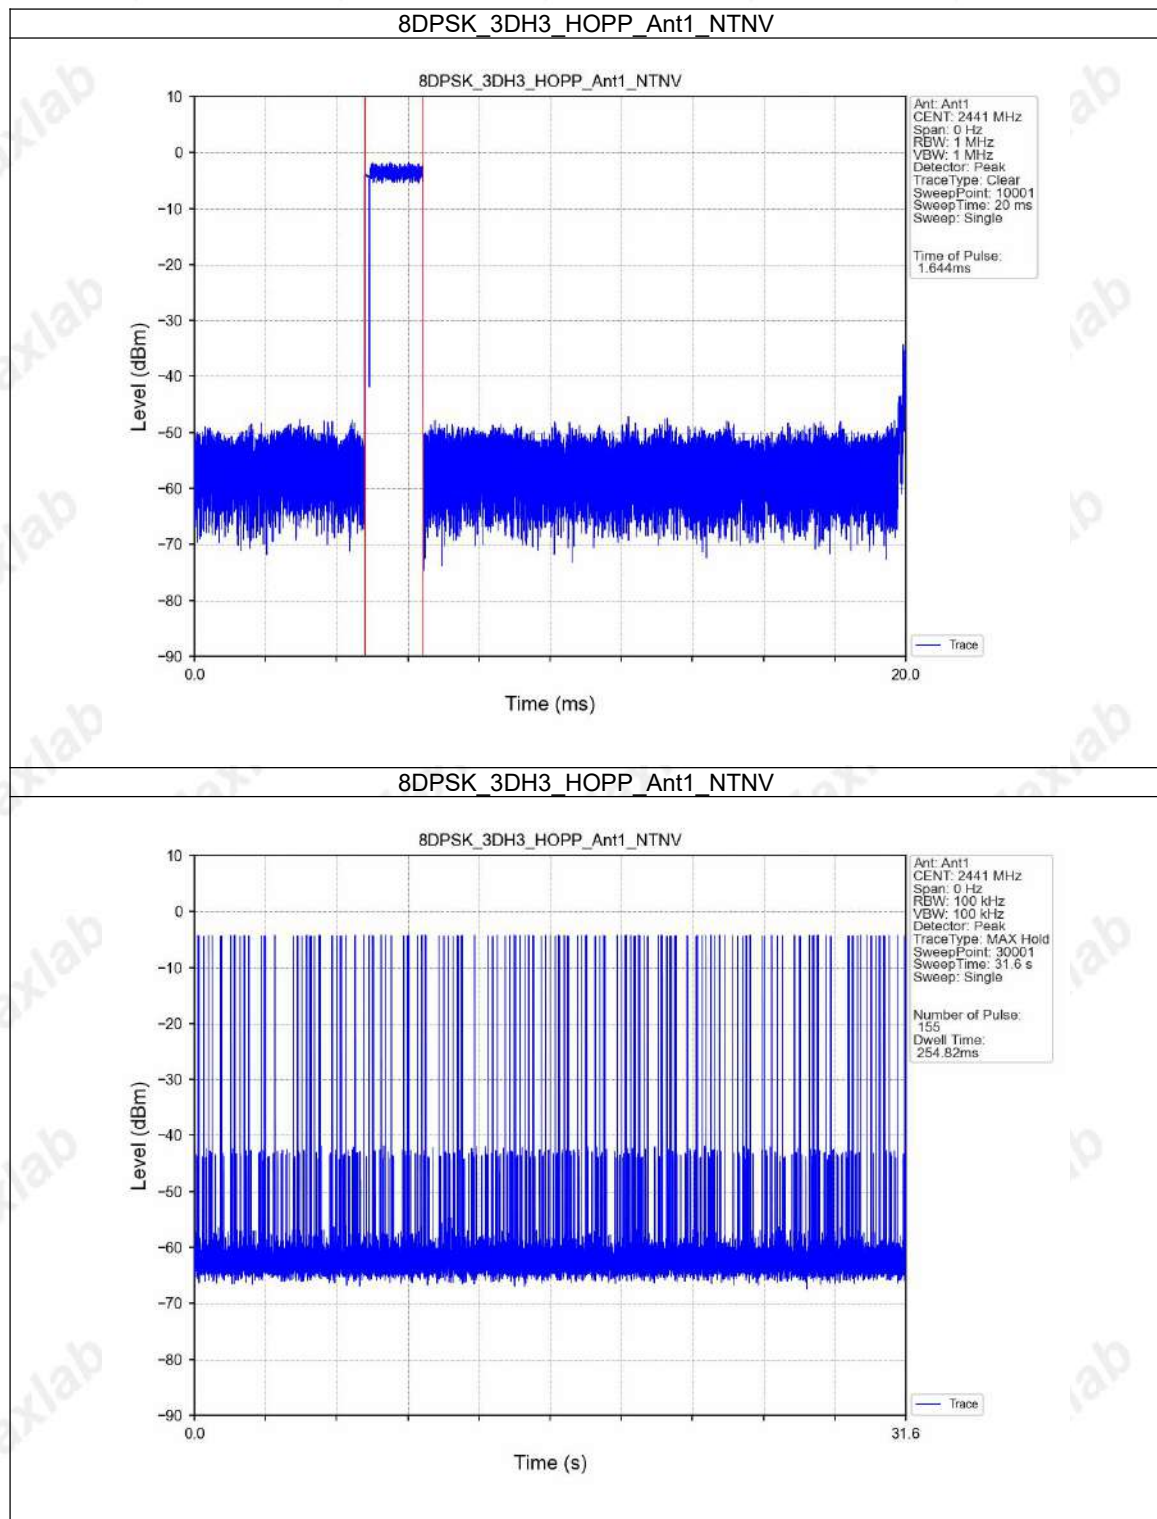 8DPSK_3DH3_HOPP_Ant1_NTNV
8DPSK_3DH3_HOPP_Ant1_NTNV
10
0
−10
−20
−30
−40
−50
−60
−70
−80
−90
Level (dBm)
0.0
20.0
Time (ms)
Ant: Ant1
CENT: 2441 MHz
Span: 0 Hz
RBW: 1 MHz
VBW: 1 MHz
Detector: Peak
TraceType: Clear
SweepPoint: 10001
SweepTime: 20 ms
Sweep: Single
Time of Pulse:
1.644ms
Trace
8DPSK_3DH3_HOPP_Ant1_NTNV
8DPSK_3DH3_HOPP_Ant1_NTNV
10
0
−10
−20
−30
−40
−50
−60
−70
−80
−90
Level (dBm)
0.0
31.6
Time (s)
Ant: Ant1
CENT: 2441 MHz
Span: 0 Hz
RBW: 100 kHz
VBW: 100 kHz
Detector: Peak
TraceType: MAX Hold
SweepPoint: 30001
SweepTime: 31.6 s
Sweep: Single
Number of Pulse:
155
Dwell Time:
254.82ms
Trace